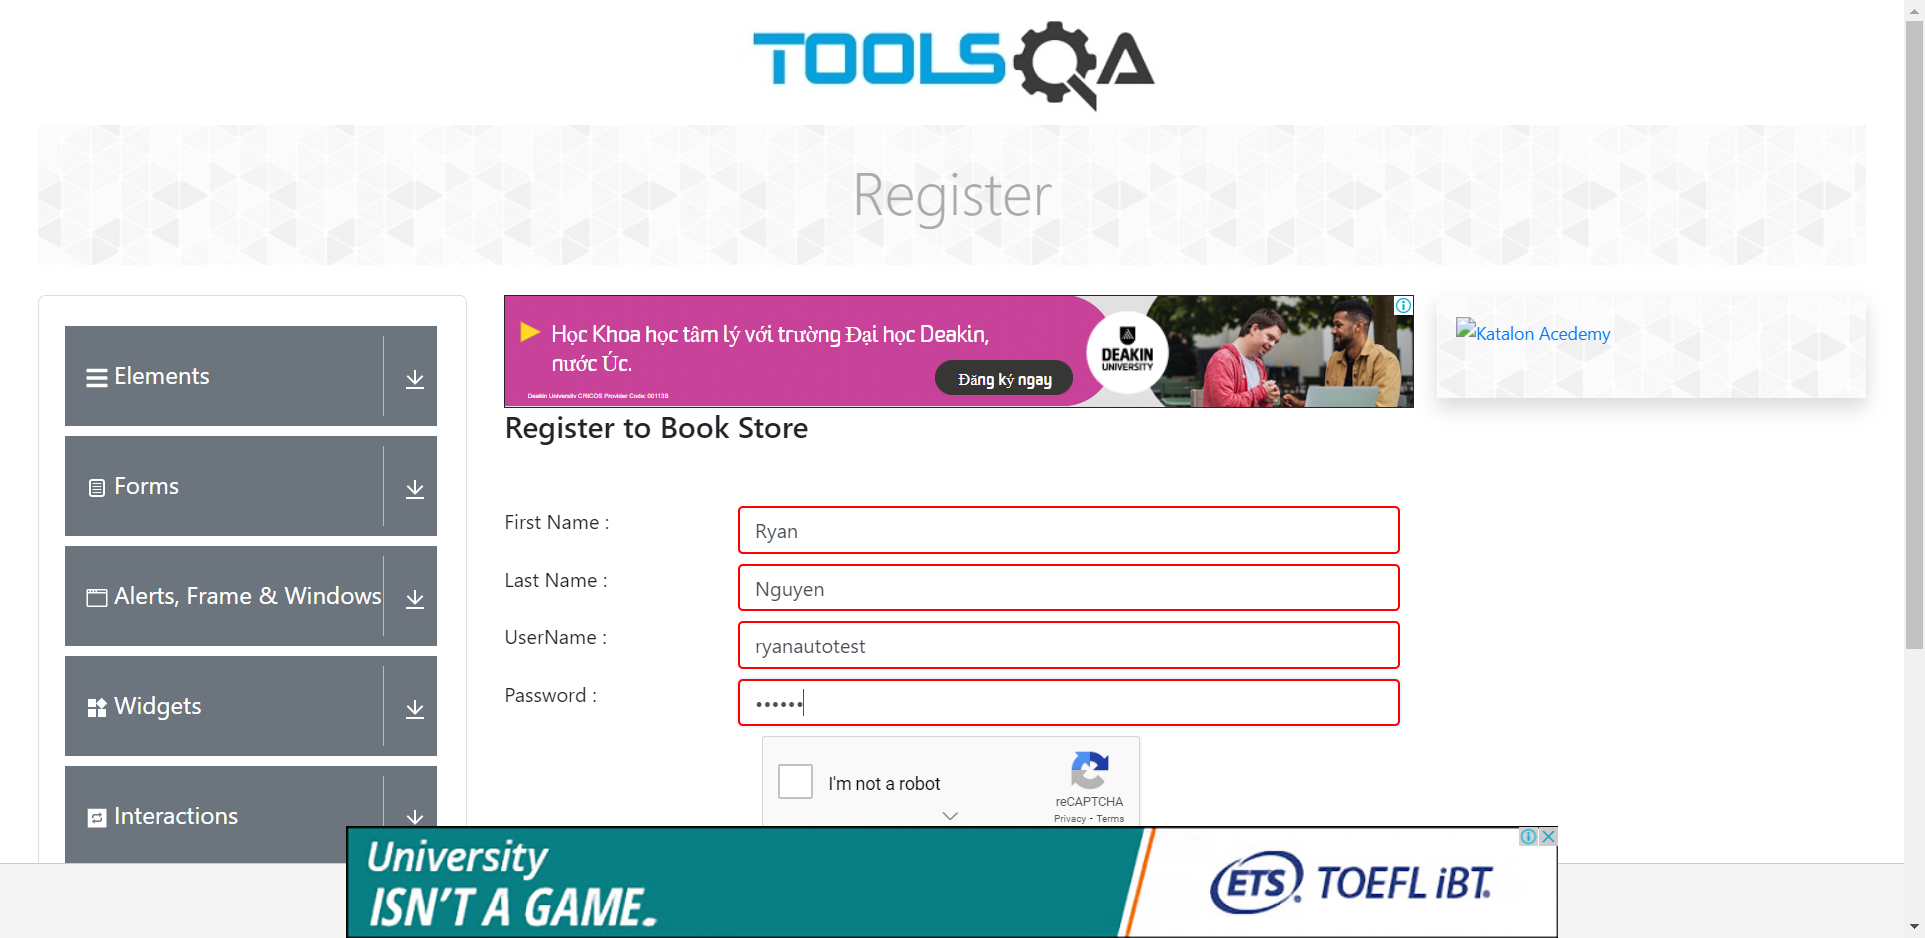 TOOLSQA
Register
Elements
Forms
Alerts, Frame & Windows
Widgets
Interactions
Học Khoa học tâm lý với trường Đại học Deakin,
nước Úc.
Đăng ký ngay
Deakin University CRICOS Provider Code: 00113B
DEAKIN
UNIVERSITY
Katalon Acedemy
Register to Book Store
First Name :
Ryan
Last Name :
Nguyen
UserName :
ryanautotest
Password :
••••••
I'm not a robot
reCAPTCHA
Privacy - Terms
University
ISN'T A GAME.
ETS TOEFL iBT.